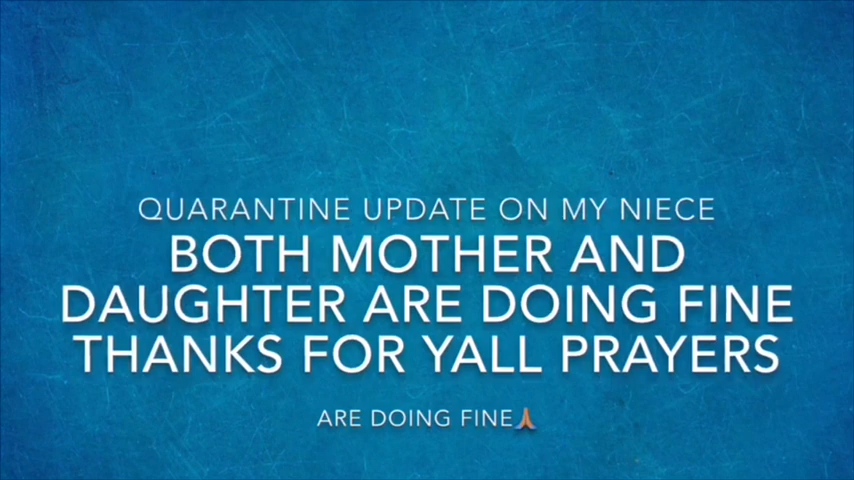 QUARANTINE UPDATE ON MY NIECE
BOTH MOTHER AND
DAUGHTER ARE DOING FINE
THANKS FOR YALL PRAYERS
ARE DOING FINE🙏🏽